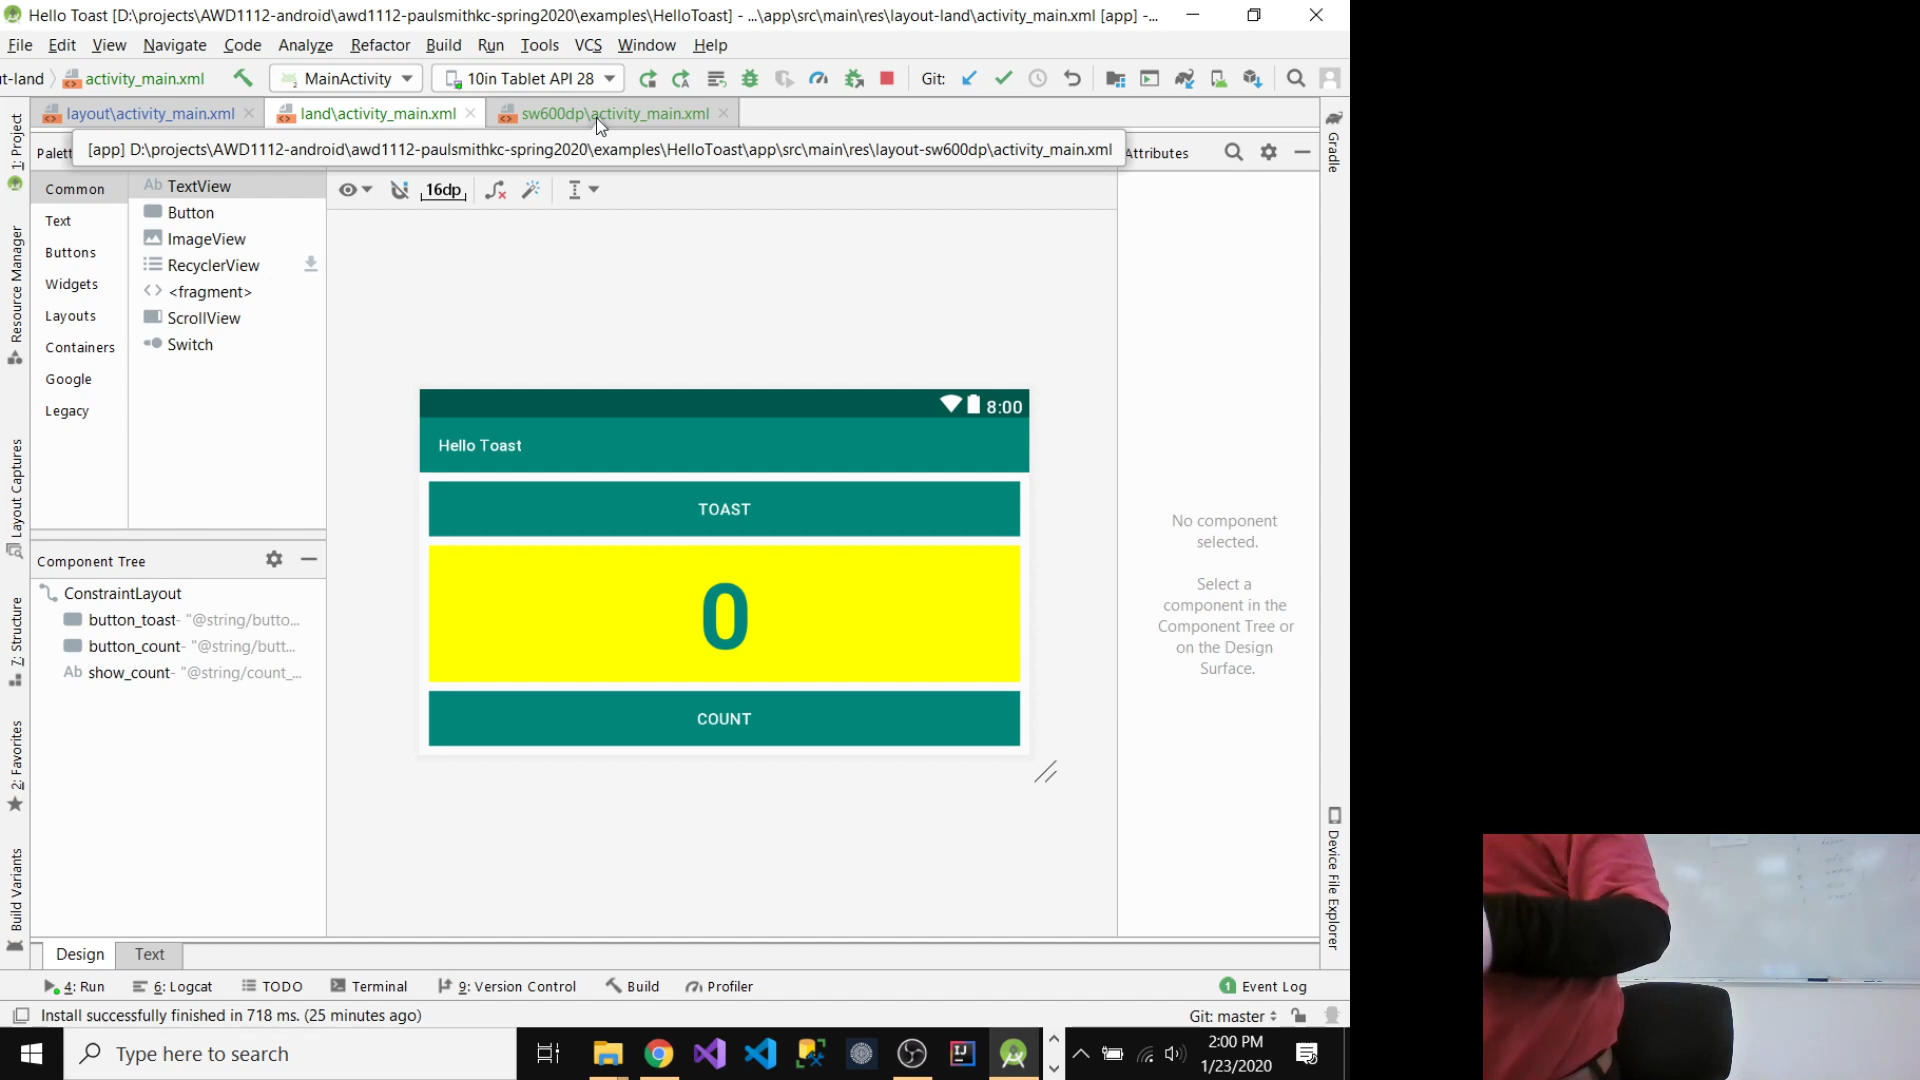 Hello Toast [D:\projects\AWD1112-android\awd1112-paulsmithkc-spring2020\examples\HelloToast] - ...\app\src\main\res\layout-land\activity_main.xml [app] -...
File Edit View Navigate Code Analyze Refactor Build Run Tools VCS Window Help
t-land activity_main.xml MainActivity 10in Tablet API 28 Git:
layout\activity_main.xml land\activity_main.xml sw600dp\activity_main.xml
[app] D:\projects\AWD1112-android\awd1112-paulsmithkc-spring2020\examples\HelloToast\app\src\main\res\layout-sw600dp\activity_main.xml
Attributes
Common
Text
Buttons
Widgets
Layouts
Containers
Google
Legacy
Ab TextView
Button
ImageView
RecyclerView
<fragment>
ScrollView
Switch
16dp
8:00
Hello Toast
TOAST
0
COUNT
No component
selected.
Select a
component in the
Component Tree or
on the Design
Surface.
Component Tree
ConstraintLayout
button_toast- "@string/butto...
button_count- "@string/butt...
Ab show_count- "@string/count_...
1: Project
Resource Manager
Layout Captures
7: Structure
2: Favorites
Build Variants
Gradle
Device File Explorer
Design Text
4: Run 6: Logcat TODO Terminal 9: Version Control Build Profiler 1 Event Log
Install successfully finished in 718 ms. (25 minutes ago) Git: master
Type here to search
2:00 PM
1/23/2020